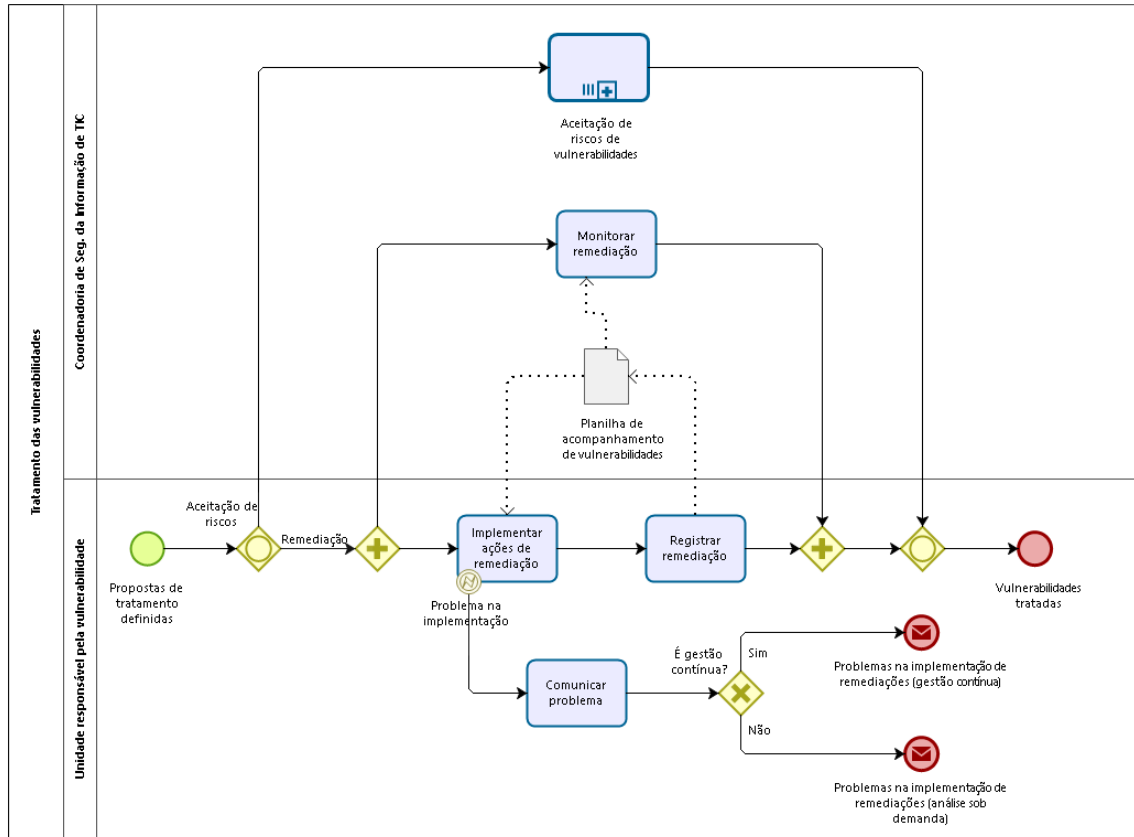 Tratamento das vulnerabilidades
Coordenadoria de Seg. da Informação de TIC
Aceitação de
riscos de
vulnerabilidades
Monitorar
remediação
Planilha de
acompanhamento
de vulnerabilidades
Unidade responsável pela vulnerabilidade
Propostas de
tratamento
definidas
Aceitação de
riscos
Remediação
Implementar
ações de
remediação
Problema na
implementação
Registrar
remediação
Vulnerabilidades
tratadas
Comunicar
problema
É gestão
contínua?
Sim
Problemas na implementação de
remediações (gestão contínua)
Não
Problemas na implementação de
remediações (análise sob
demanda)